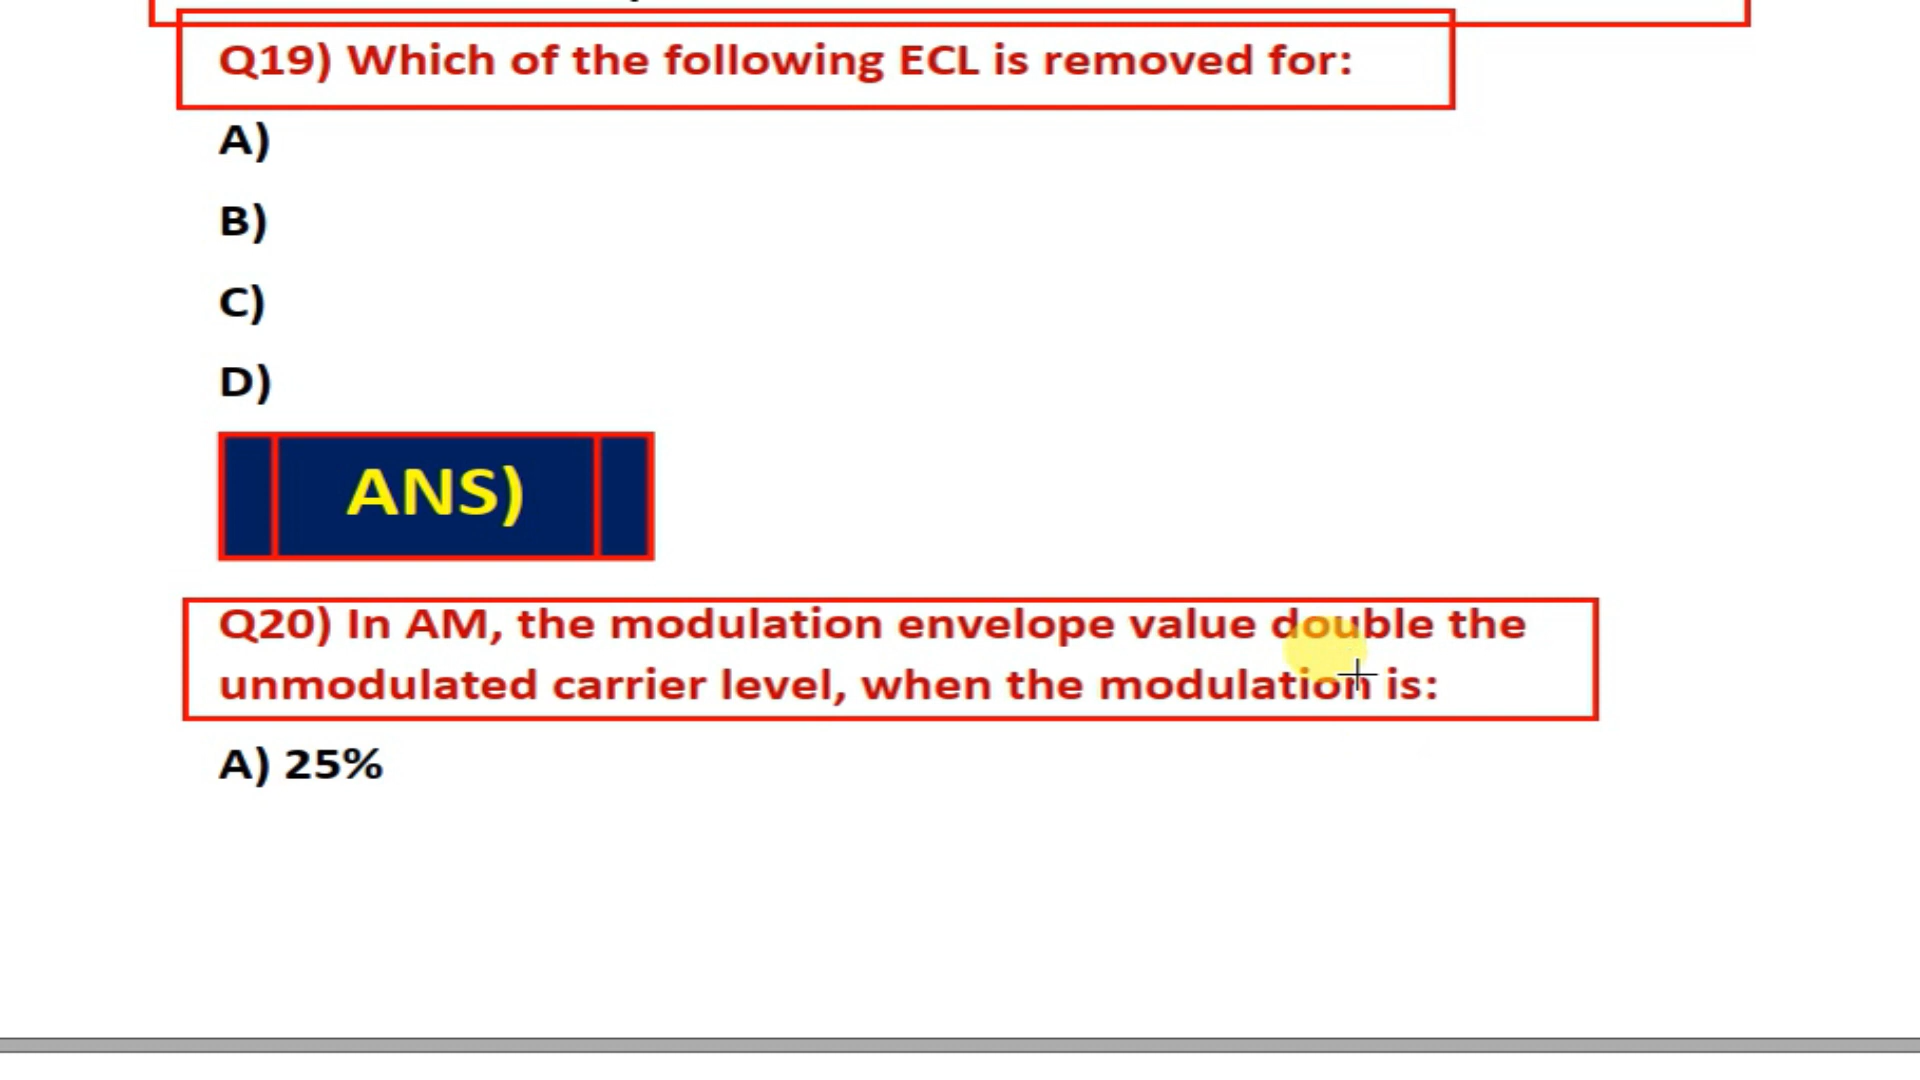 Q19) Which of the following ECL is removed for:
A)
B)
C)
D)
ANS)
Q20) In AM, the modulation envelope value double the
unmodulated carrier level, when the modulation is:
A) 25%